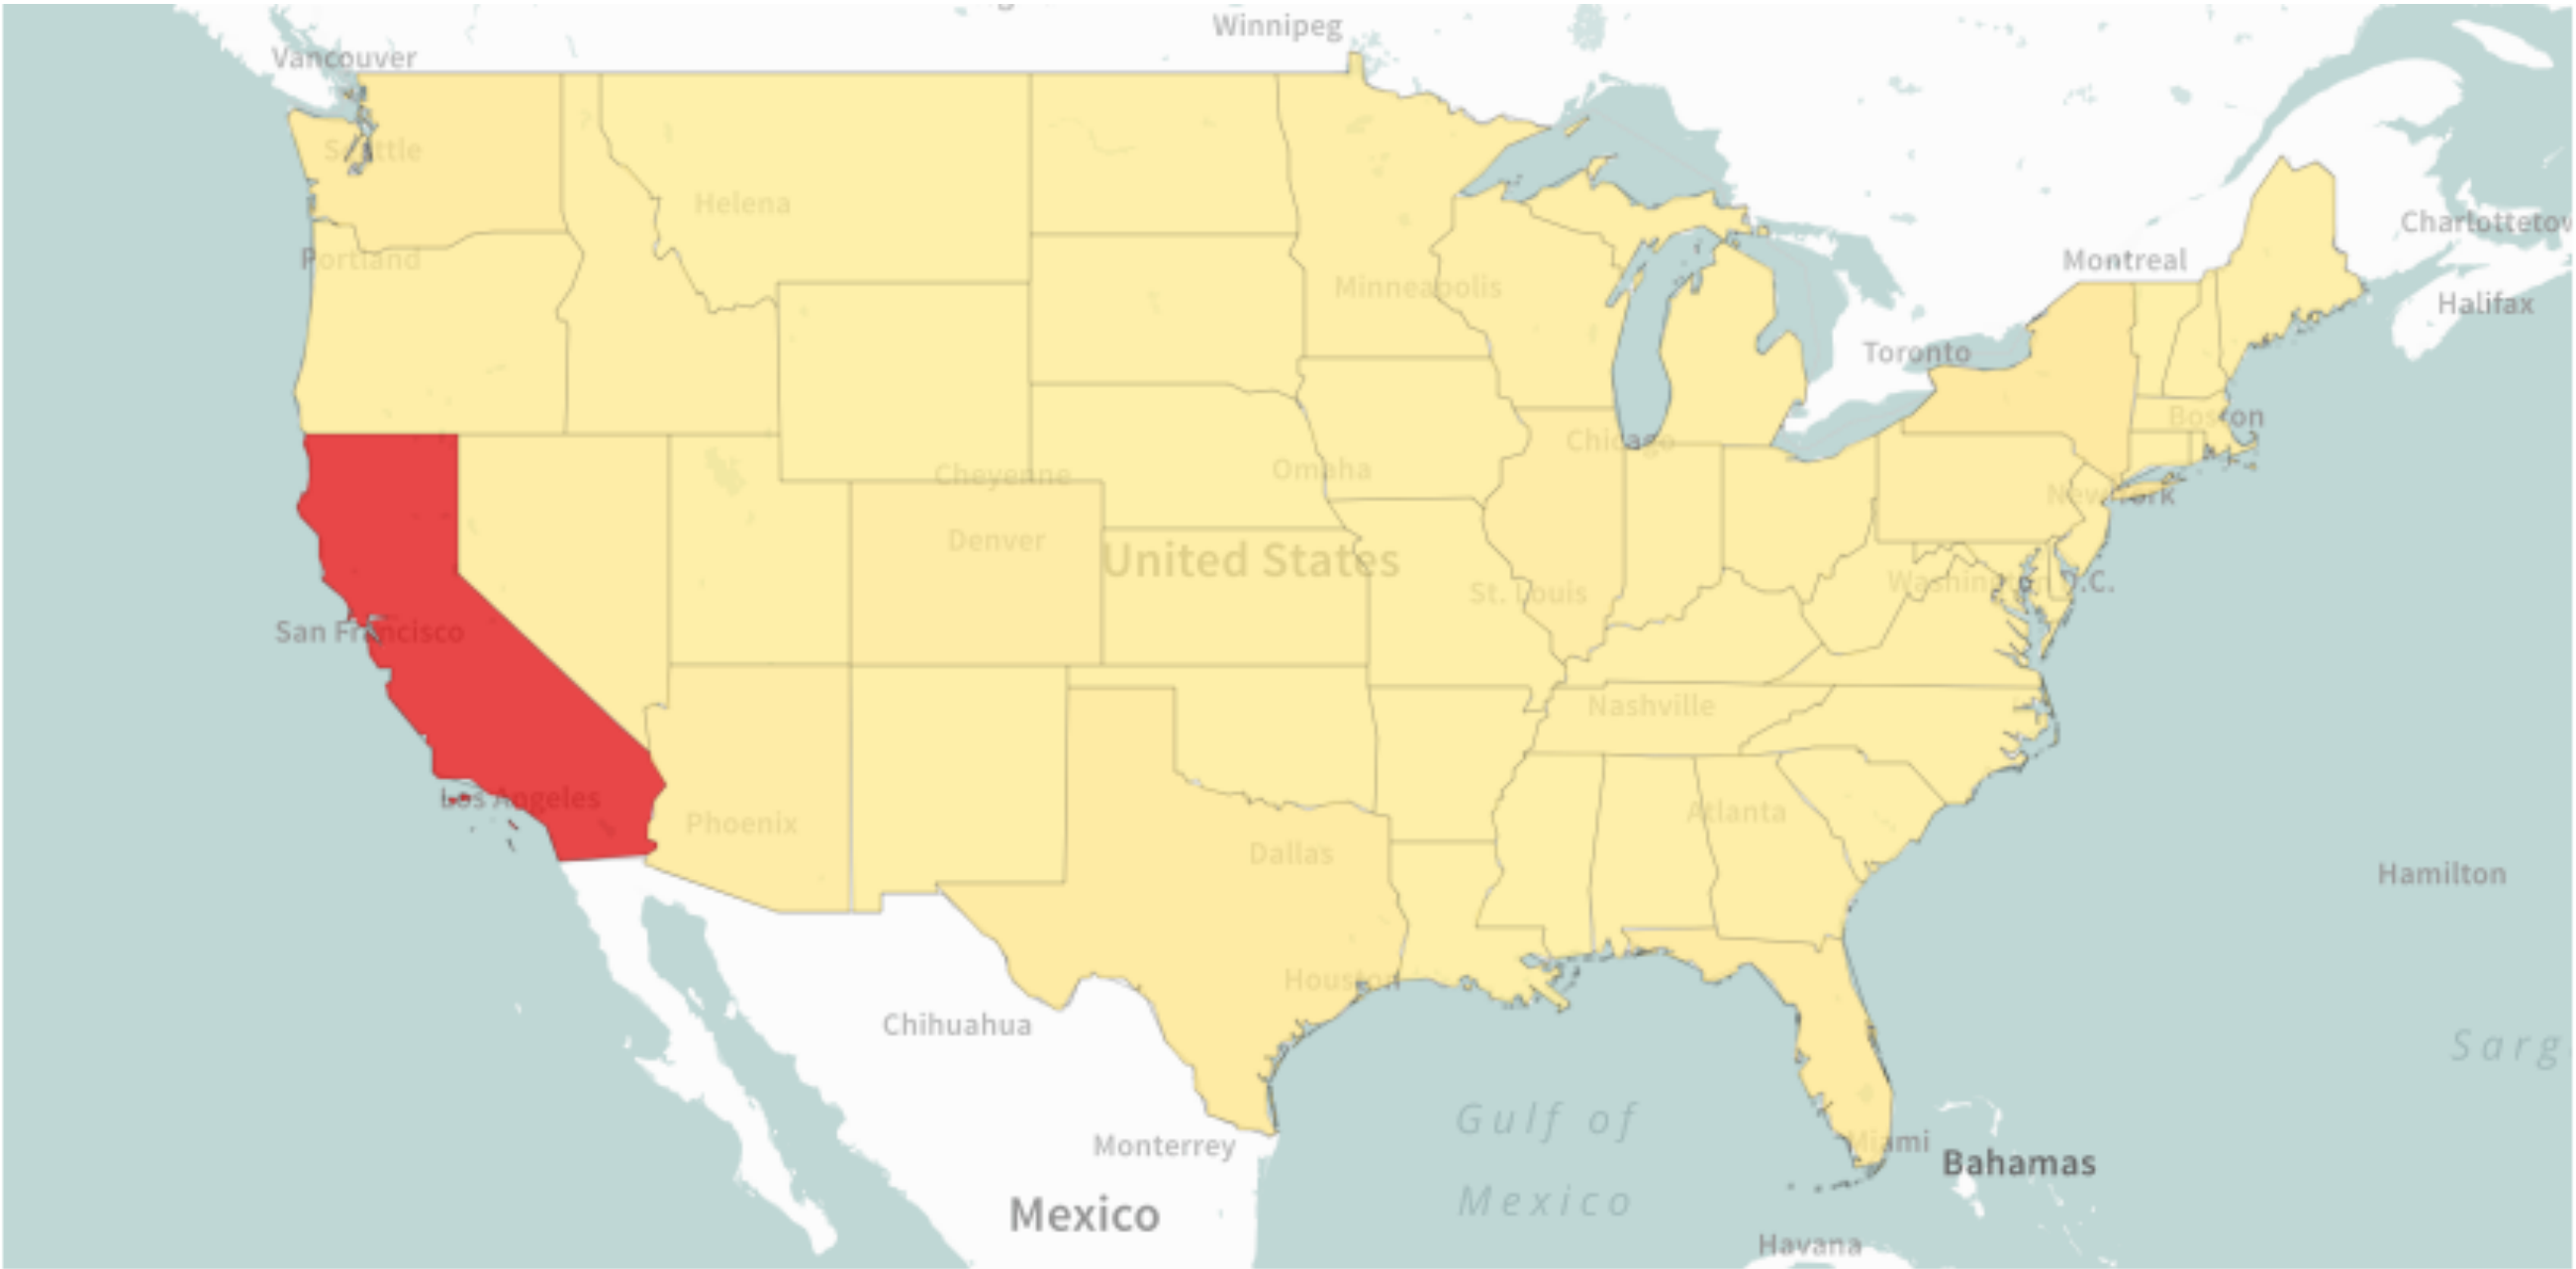 Winnipeg
Vancouver
Seattle
Helena
Charlottetov
Portland
Montreal
Minneapolis
Halifax
Toronto
Boston
Chicago
Omaha
Cheyenne
New York
Denver
United States
Washington D.C.
St. Louis
San Francisco
Nashville
Los Angeles
Atlanta
Phoenix
Dallas
Hamilton
Houston
Chihuahua
Sarg
Gulf of
Mexico
Monterrey
Miami
Bahamas
Mexico
Havana